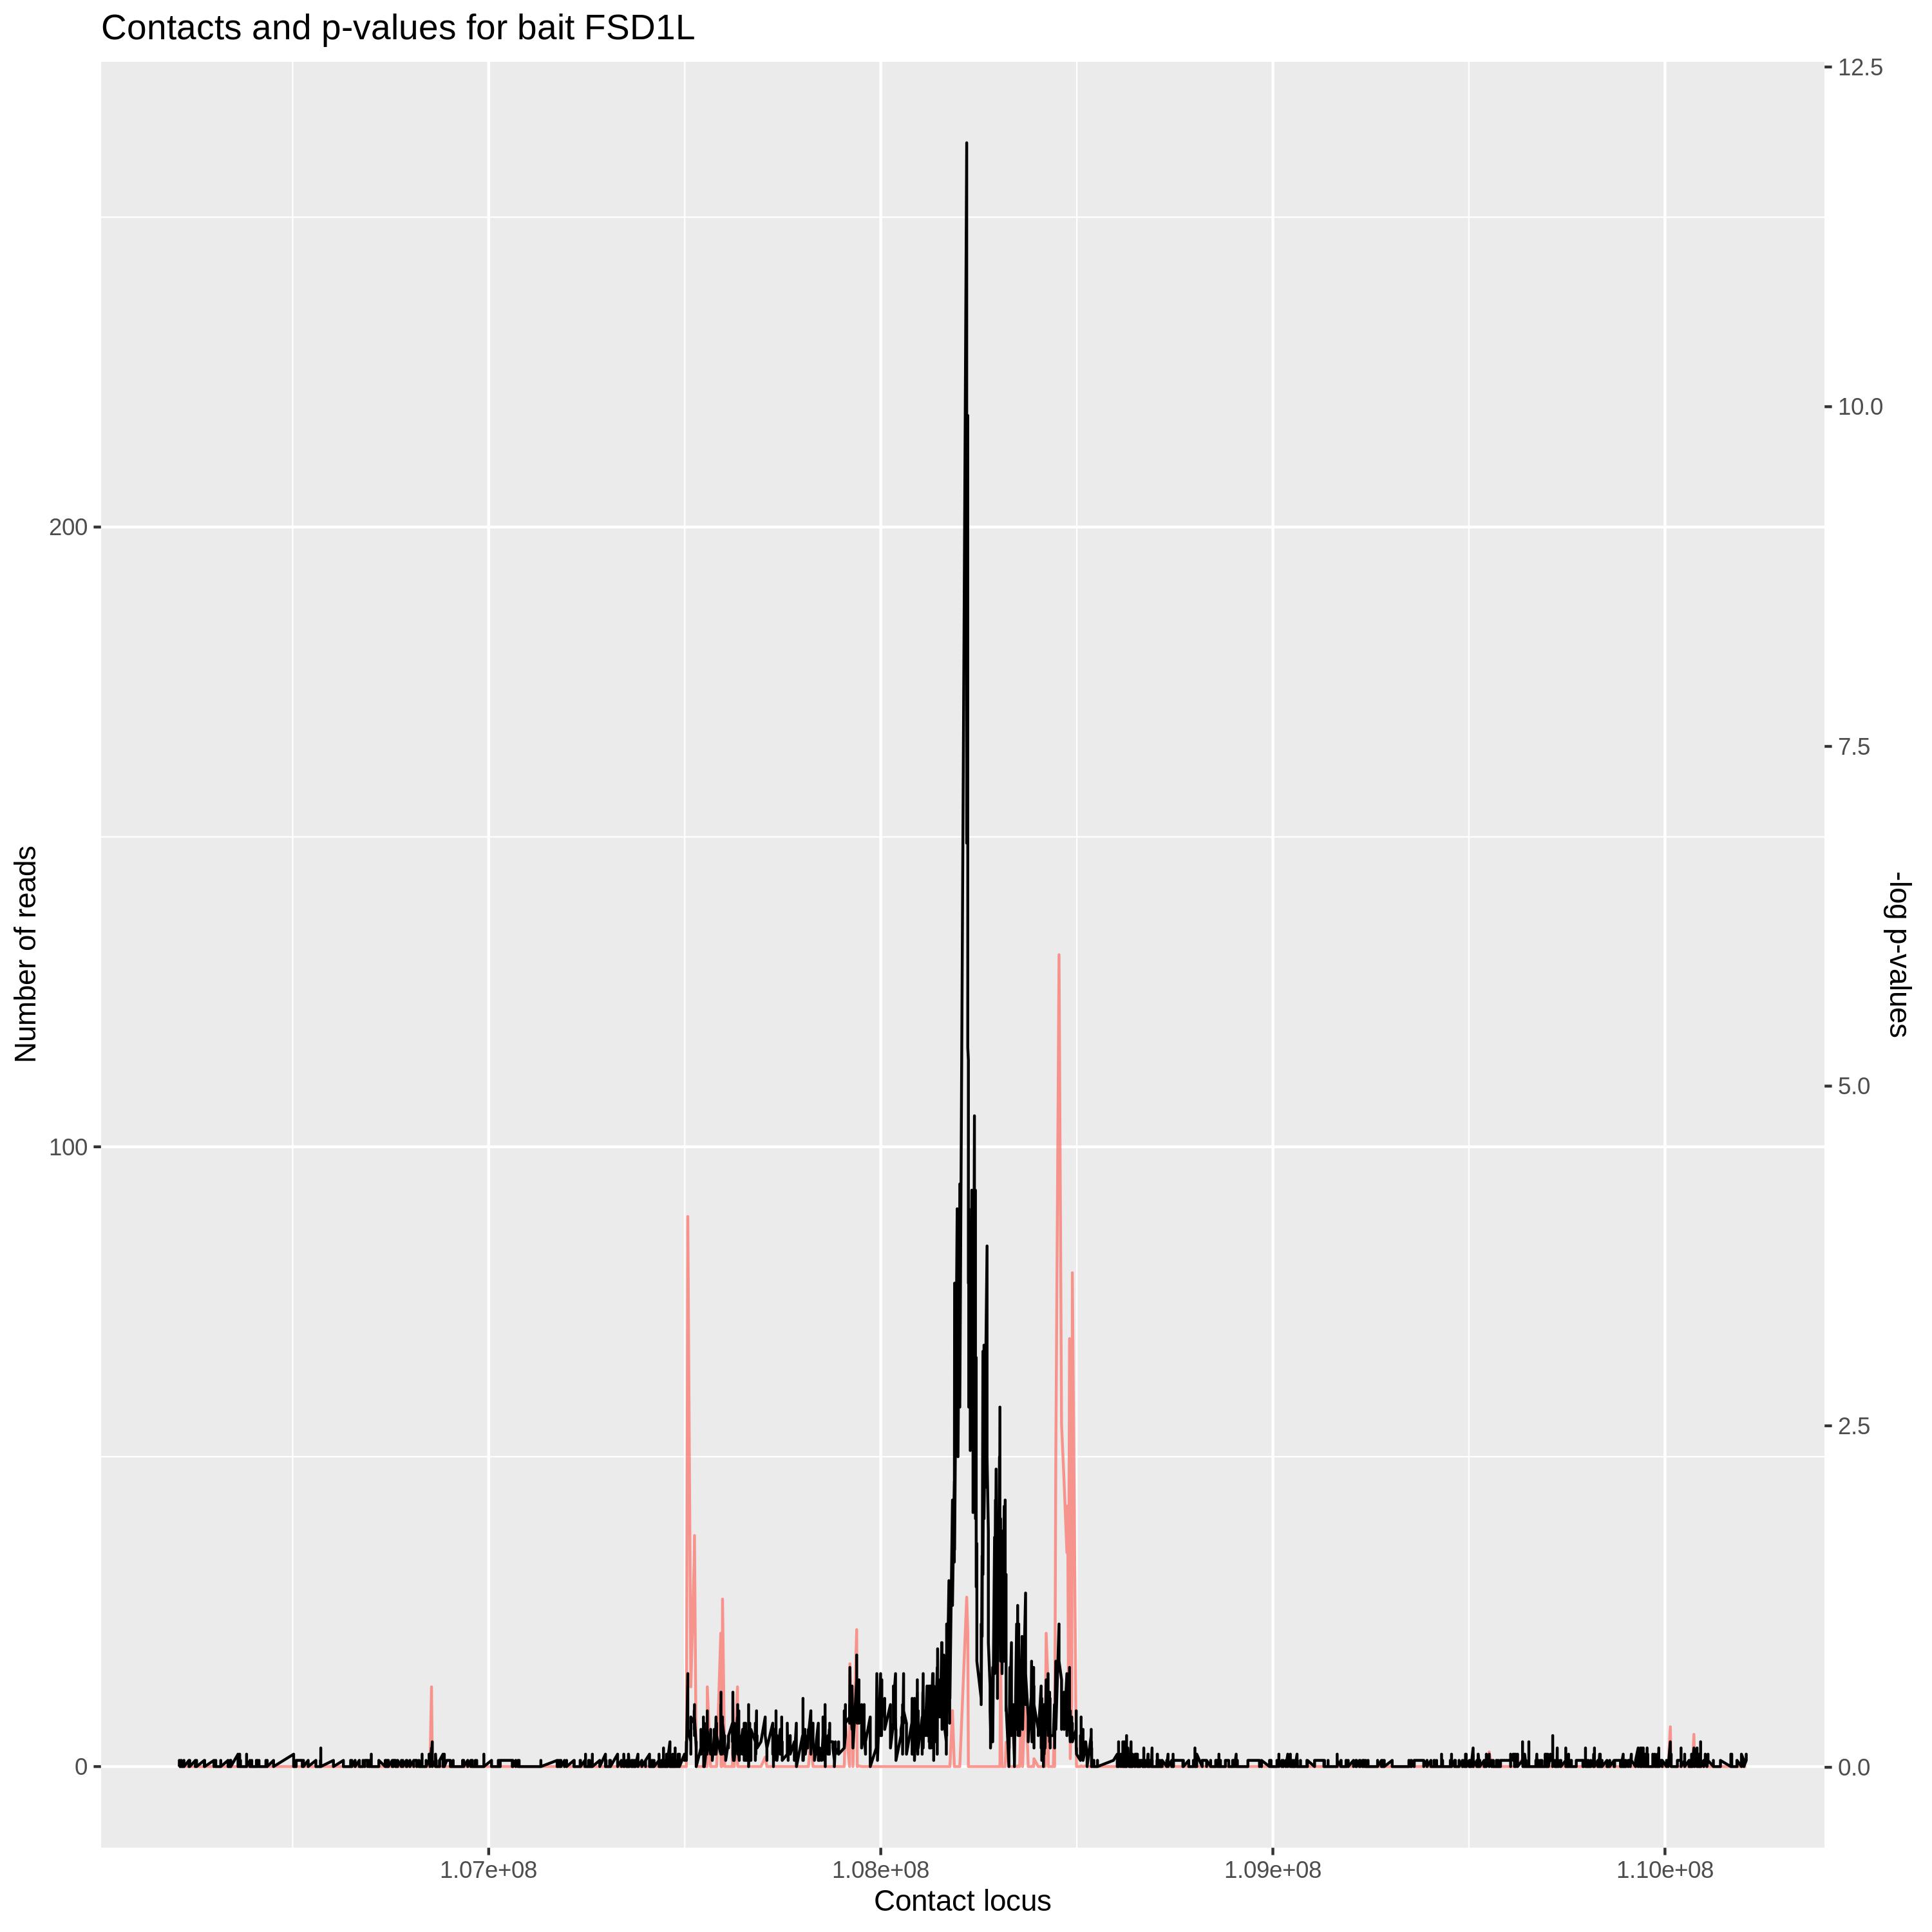 Contacts and p-values for bait FSD1L
12.5
10.0
200
7.5
Number of reads
-log p-values
5.0
100
2.5
0
0.0
1.07e+08
1.08e+08
1.09e+08
1.10e+08
Contact locus